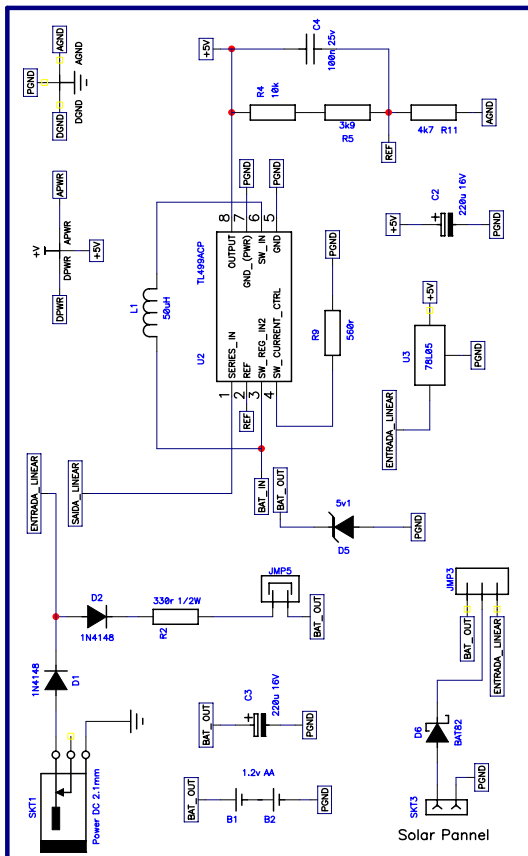 AGND
AGND
PGND
DGND
DGND
APWR
APWR
+V
+5V
DPWR
DPWR
+5V
C4
100n 25v
R4
10k
3k9
R5
REF
4k7 R11
AGND
PGND
PGND
8
7
6
5
OUTPUT
GND_(PWR)
SW_IN
GND
TL499ACP
U2
SERIES_IN
REF
SW_REG_IN2
SW_CURRENT_CTRL
1
2
3
4
REF
L1
50uH
PGND
R9
560r
C2
220u 16V
+
+5V
PGND
+5V
U3
78L05
PGND
ENTRADA_LINEAR
ENTRADA_LINEAR
SAIDA_LINEAR
BAT_IN
BAT_OUT
5v1
D5
PGND
D2
1N4148
330r 1/2W
R2
JMP5
BAT_OUT
1N4148
D1
JMP3
BAT_OUT
ENTRADA_LINEAR
SKT1
Power DC 2.1mm
BAT_OUT
C3
220u 16V
+
PGND
BAT_OUT
1.2v AA
B1
B2
PGND
D6
BAT82
SKT3
PGND
Solar Pannel